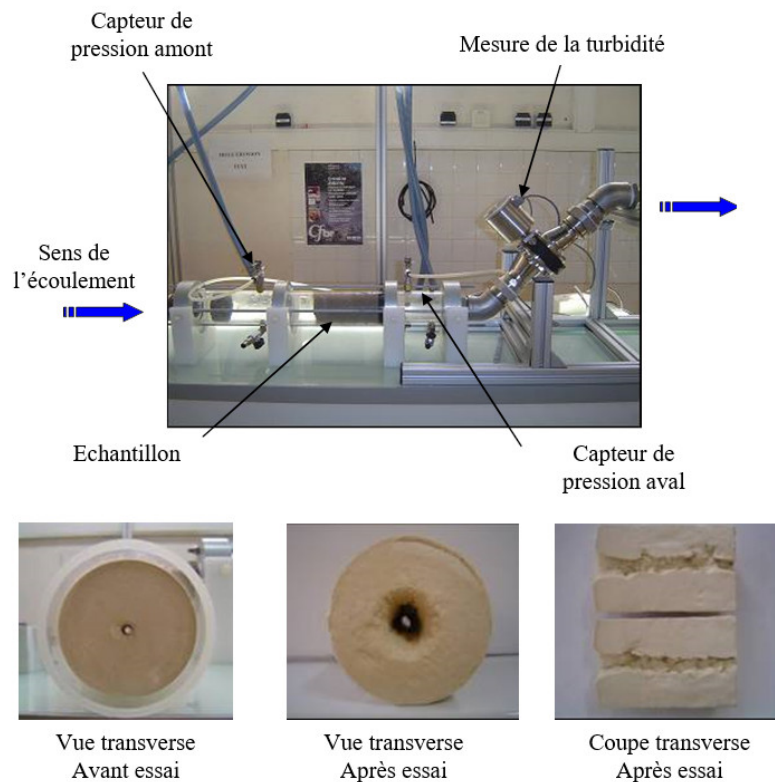 Capteur de
pression amont
Mesure de la turbidité
Sens de
l’écoulement
Echantillon
Capteur de
pression aval
Vue transverse
Avant essai
Vue transverse
Après essai
Coupe transverse
Après essai